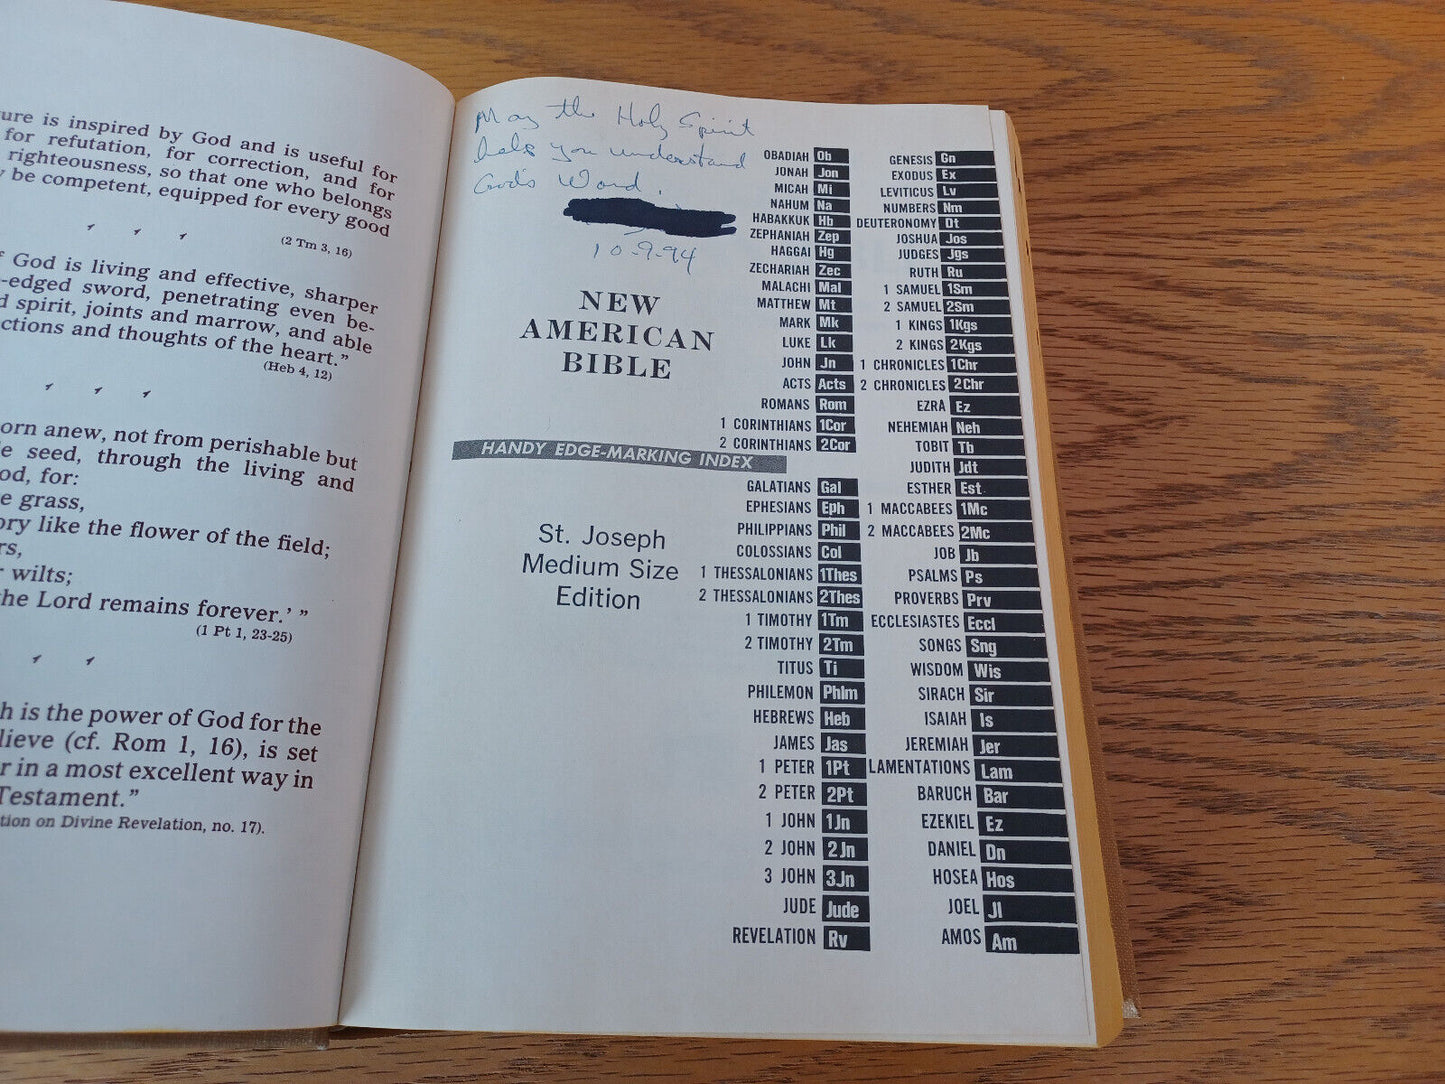 ure is inspired by God and is useful for
for refutation, for correction, and for
righteousness, so that one who belongs
be competent, equipped for every good
(2 Tm 3, 16)
God is living and effective, sharper
-edged sword, penetrating even be-
d spirit, joints and marrow, and able
ctions and thoughts of the heart."
(Heb 4, 12)
orn anew, not from perishable but
le seed, through the living and
od, for:
e grass,
ory like the flower of the field;
rs,
wilts;
the Lord remains forever.' "
(1 Pt 1, 23-25)
h is the power of God for the
lieve (cf. Rom 1, 16), is set
r in a most excellent way in
Testament."
tion on Divine Revelation, no. 17).
May the Holy Spirit
help you understand
God's Word.
10-9-94
NEW
AMERICAN
BIBLE
HANDY EDGE-MARKING INDEX
St. Joseph
Medium Size
Edition
OBADIAH Ob
JONAH Jon
MICAH Mi
NAHUM Na
HABAKKUK Hb
ZEPHANIAH Zep
HAGGAI Hg
ZECHARIAH Zec
MALACHI Mal
MATTHEW Mt
MARK Mk
LUKE Lk
JOHN Jn
ACTS Acts
ROMANS Rom
1 CORINTHIANS 1Cor
2 CORINTHIANS 2Cor
GALATIANS Gal
EPHESIANS Eph
PHILIPPIANS Phil
COLOSSIANS Col
1 THESSALONIANS 1Thes
2 THESSALONIANS 2Thes
1 TIMOTHY 1Tm
2 TIMOTHY 2Tm
TITUS Ti
PHILEMON Phlm
HEBREWS Heb
JAMES Jas
1 PETER 1Pt
2 PETER 2Pt
1 JOHN 1Jn
2 JOHN 2Jn
3 JOHN 3Jn
JUDE Jude
REVELATION Rv
GENESIS Gn
EXODUS Ex
LEVITICUS Lv
NUMBERS Nm
DEUTERONOMY Dt
JOSHUA Jos
JUDGES Jgs
RUTH Ru
1 SAMUEL 1Sm
2 SAMUEL 2Sm
1 KINGS 1Kgs
2 KINGS 2Kgs
1 CHRONICLES 1Chr
2 CHRONICLES 2Chr
EZRA Ez
NEHEMIAH Neh
TOBIT Tb
JUDITH Jdt
ESTHER Est
1 MACCABEES 1Mc
2 MACCABEES 2Mc
JOB Jb
PSALMS Ps
PROVERBS Prv
ECCLESIASTES Eccl
SONGS Sng
WISDOM Wis
SIRACH Sir
ISAIAH Is
JEREMIAH Jer
LAMENTATIONS Lam
BARUCH Bar
EZEKIEL Ez
DANIEL Dn
HOSEA Hos
JOEL Jl
AMOS Am